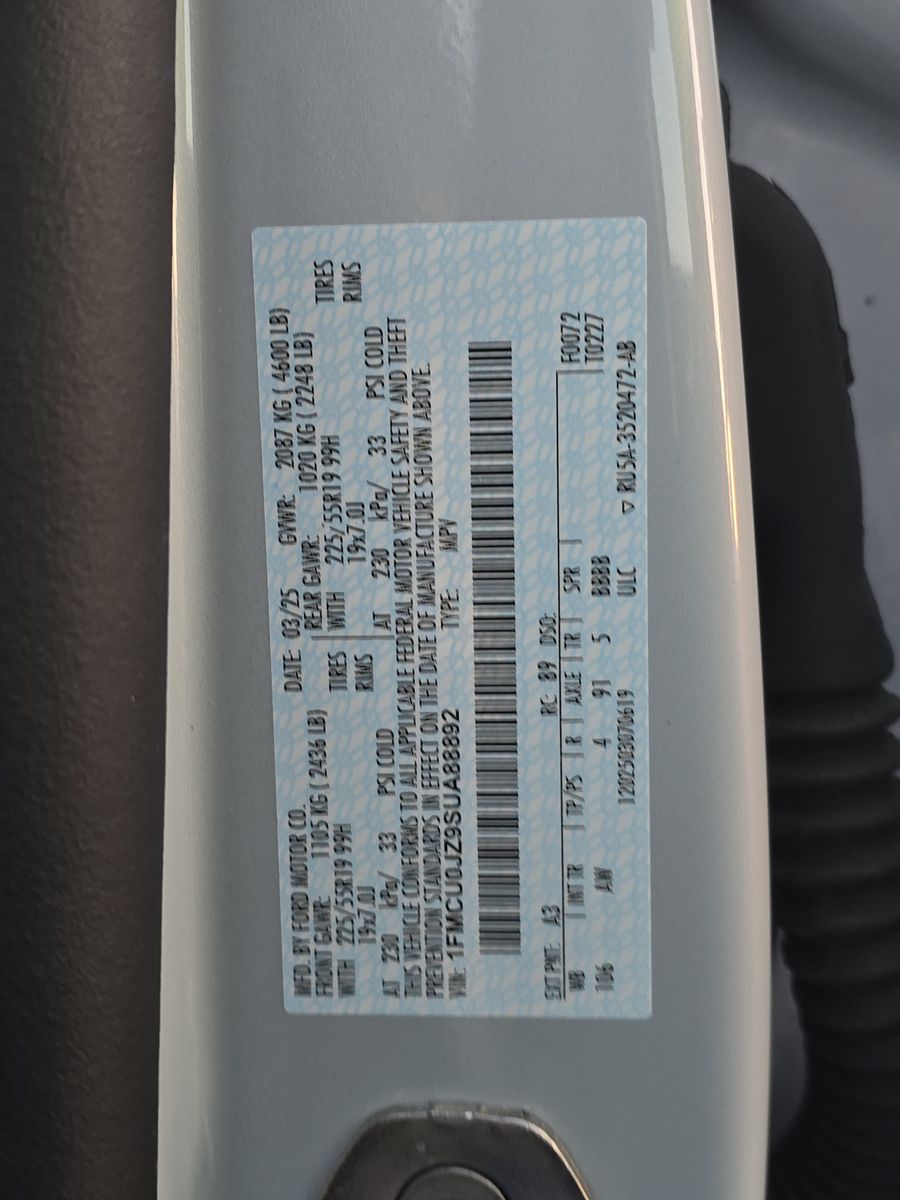 MFD. BY FORD MOTOR CO. DATE: 03/25 GVWR: 2087 KG ( 4600 LB)
FRONT GAWR: 1105 KG ( 2436 LB) REAR GAWR: 1020 KG ( 2248 LB)
WITH 225/55R19 99H TIRES WITH 225/55R19 99H TIRES
19x7.0J RIMS 19x7.0J RIMS
AT 230 kPa/ 33 PSI COLD AT 230 kPa/ 33 PSI COLD
THIS VEHICLE CONFORMS TO ALL APPLICABLE FEDERAL MOTOR VEHICLE SAFETY AND THEFT
PREVENTION STANDARDS IN EFFECT ON THE DATE OF MANUFACTURE SHOWN ABOVE.
VIN: 1FMCU0JZ9SUA88892 TYPE: MPV
EXT PNT: A3 RC: 89 DSO: F0072
WB | INT TR | TP/PS | R | AXLE | TR | SPR | T0227
106 AW 4 91 5 BBBB
1202503070619 ULC ▽ RU5A-3520472-AB